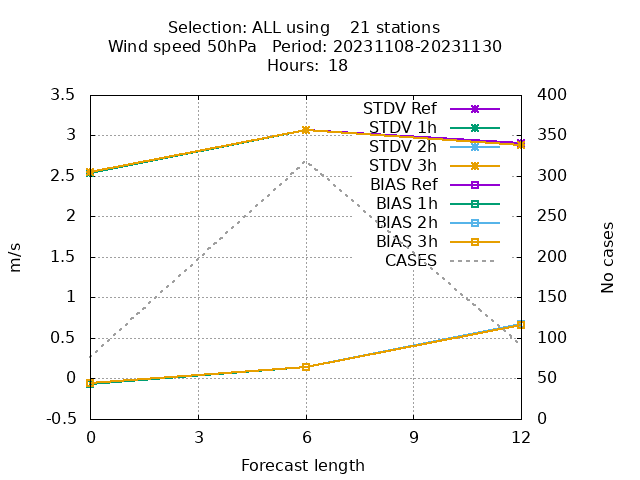 Selection: ALL using    21 stations
Wind speed 50hPa   Period: 20231108-20231130
Hours: 18
3.5
3
2.5
2
1.5
1
0.5
0
-0.5
m/s
400
350
300
250
200
150
100
50
0
No cases
STDV Ref
STDV 1h
STDV 2h
STDV 3h
BIAS Ref
BIAS 1h
BIAS 2h
BIAS 3h
CASES
0 3 6 9 12
Forecast length